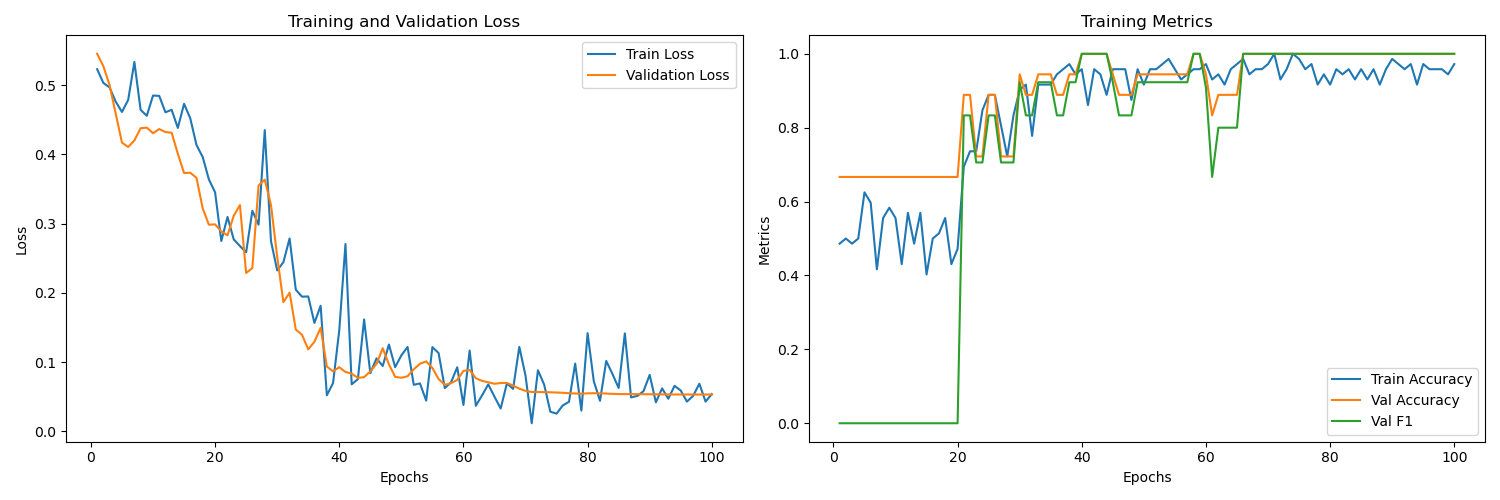 Training and Validation Loss
Train Loss
Validation Loss
0.5
0.4
0.3
0.2
0.1
0.0
Loss
0
20
40
60
80
100
Epochs
Training Metrics
1.0
0.8
0.6
0.4
0.2
0.0
Metrics
Train Accuracy
Val Accuracy
Val F1
0
20
40
60
80
100
Epochs